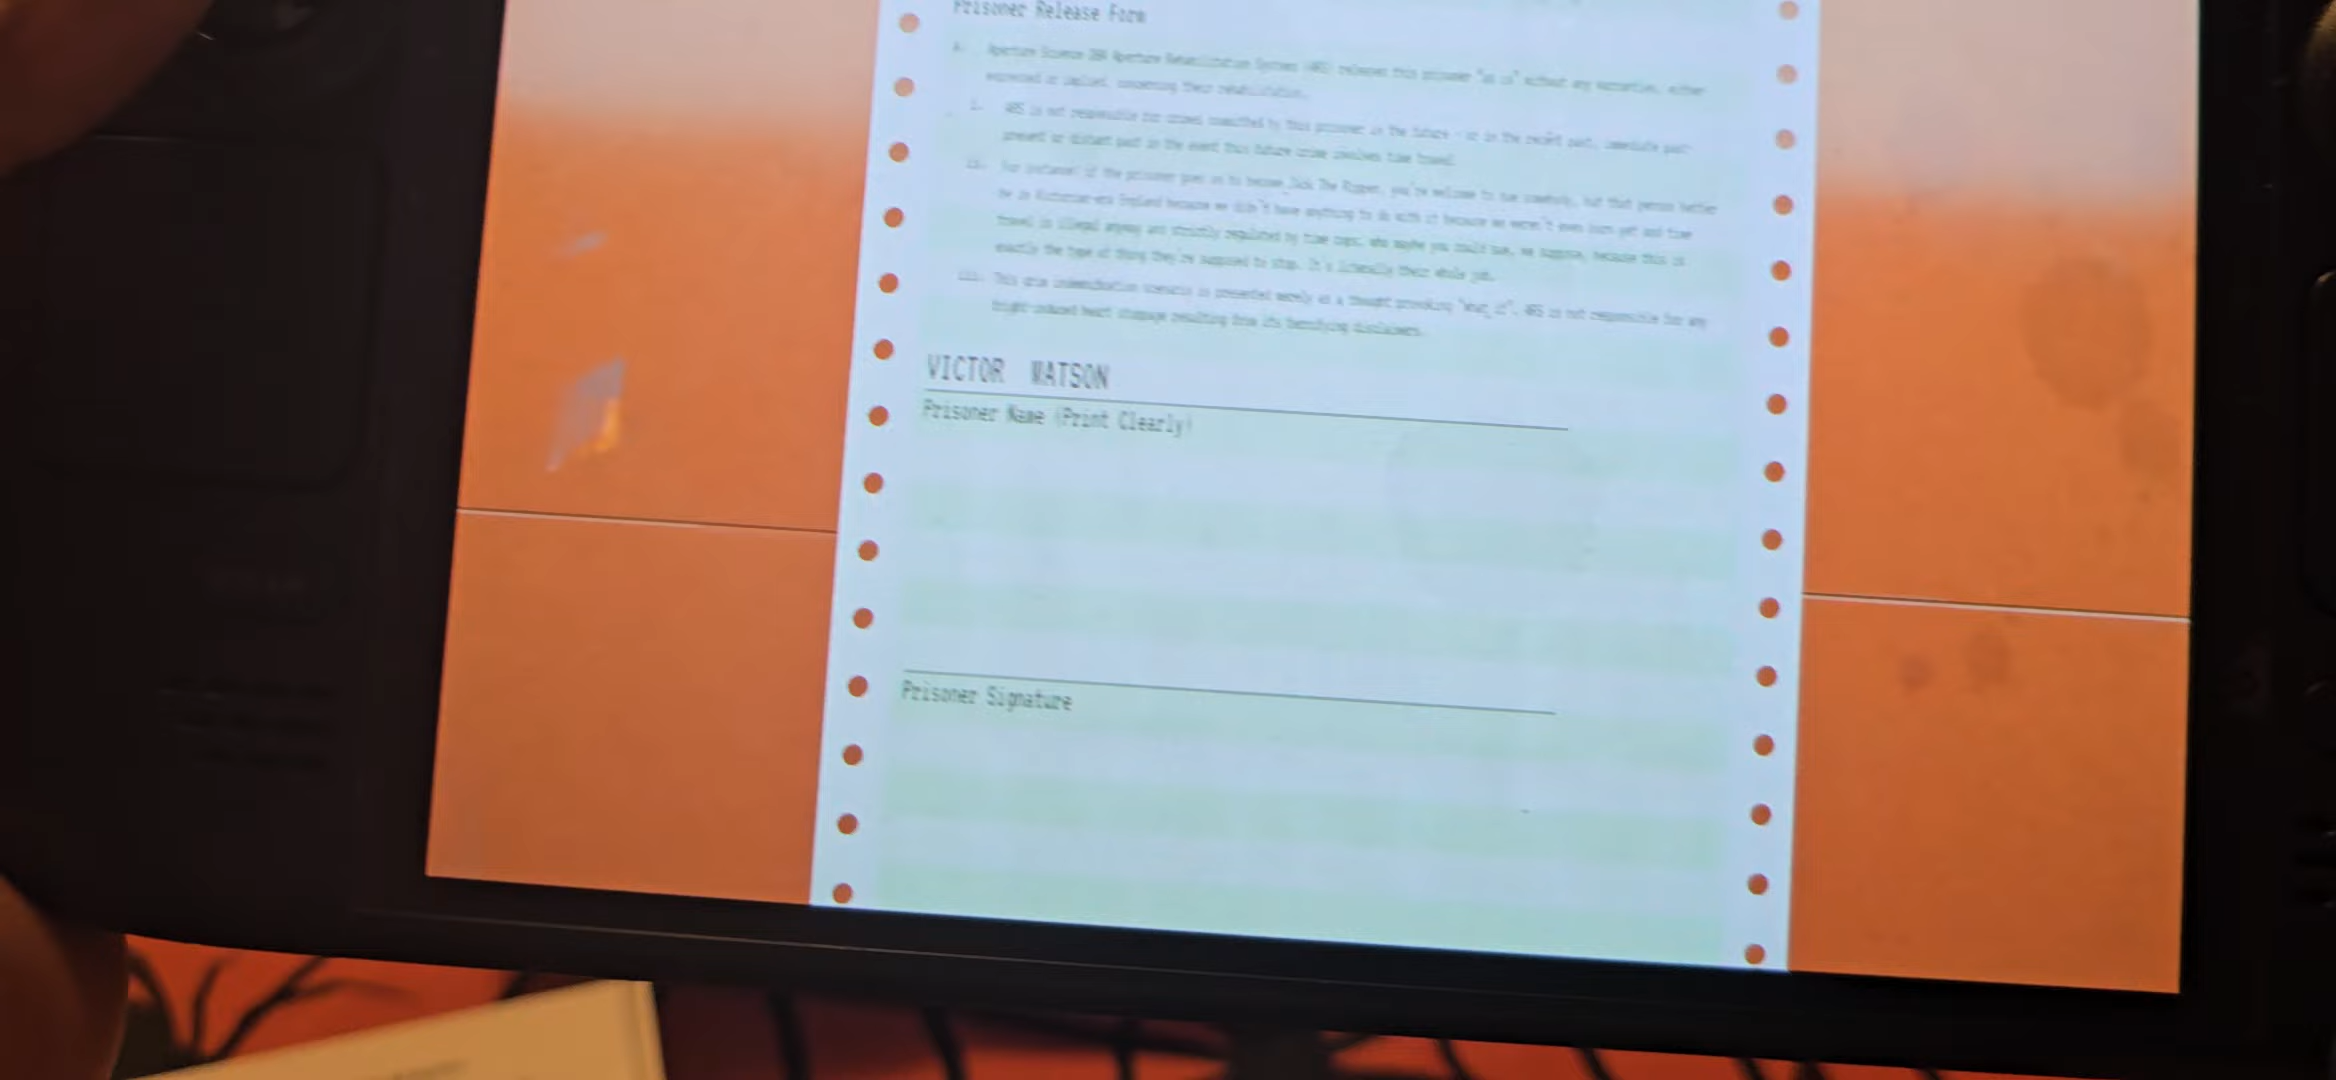 Prisoner Release Form
A. Aperture Science Aperture Rehabilitation System (ARS) releases this prisoner "as is" without any warranties, either
expressed or implied, concerning their rehabilitation.
i. ARS is not responsible for crimes committed by this prisoner in the future - or in the recent past, immediate past,
present or distant past in the event this future crime involves time travel.
ii. For instance: if the prisoner goes on to become Jack The Ripper, you're welcome to sue somebody, but that person better
be in Victorian-era England because we didn't have anything to do with it because we weren't even born yet and time
travel is illegal anyway and strictly regulated by time cops, who maybe you could sue, we suppose, because this is
exactly the type of thing they're supposed to stop. It's literally their whole job.
iii. This scenario is presented merely as a thought provoking "what if". ARS is not responsible for any
fright-induced heart stoppage resulting from its horrifying
VICTOR WATSON
Prisoner Name (Print Clearly)
Prisoner Signature